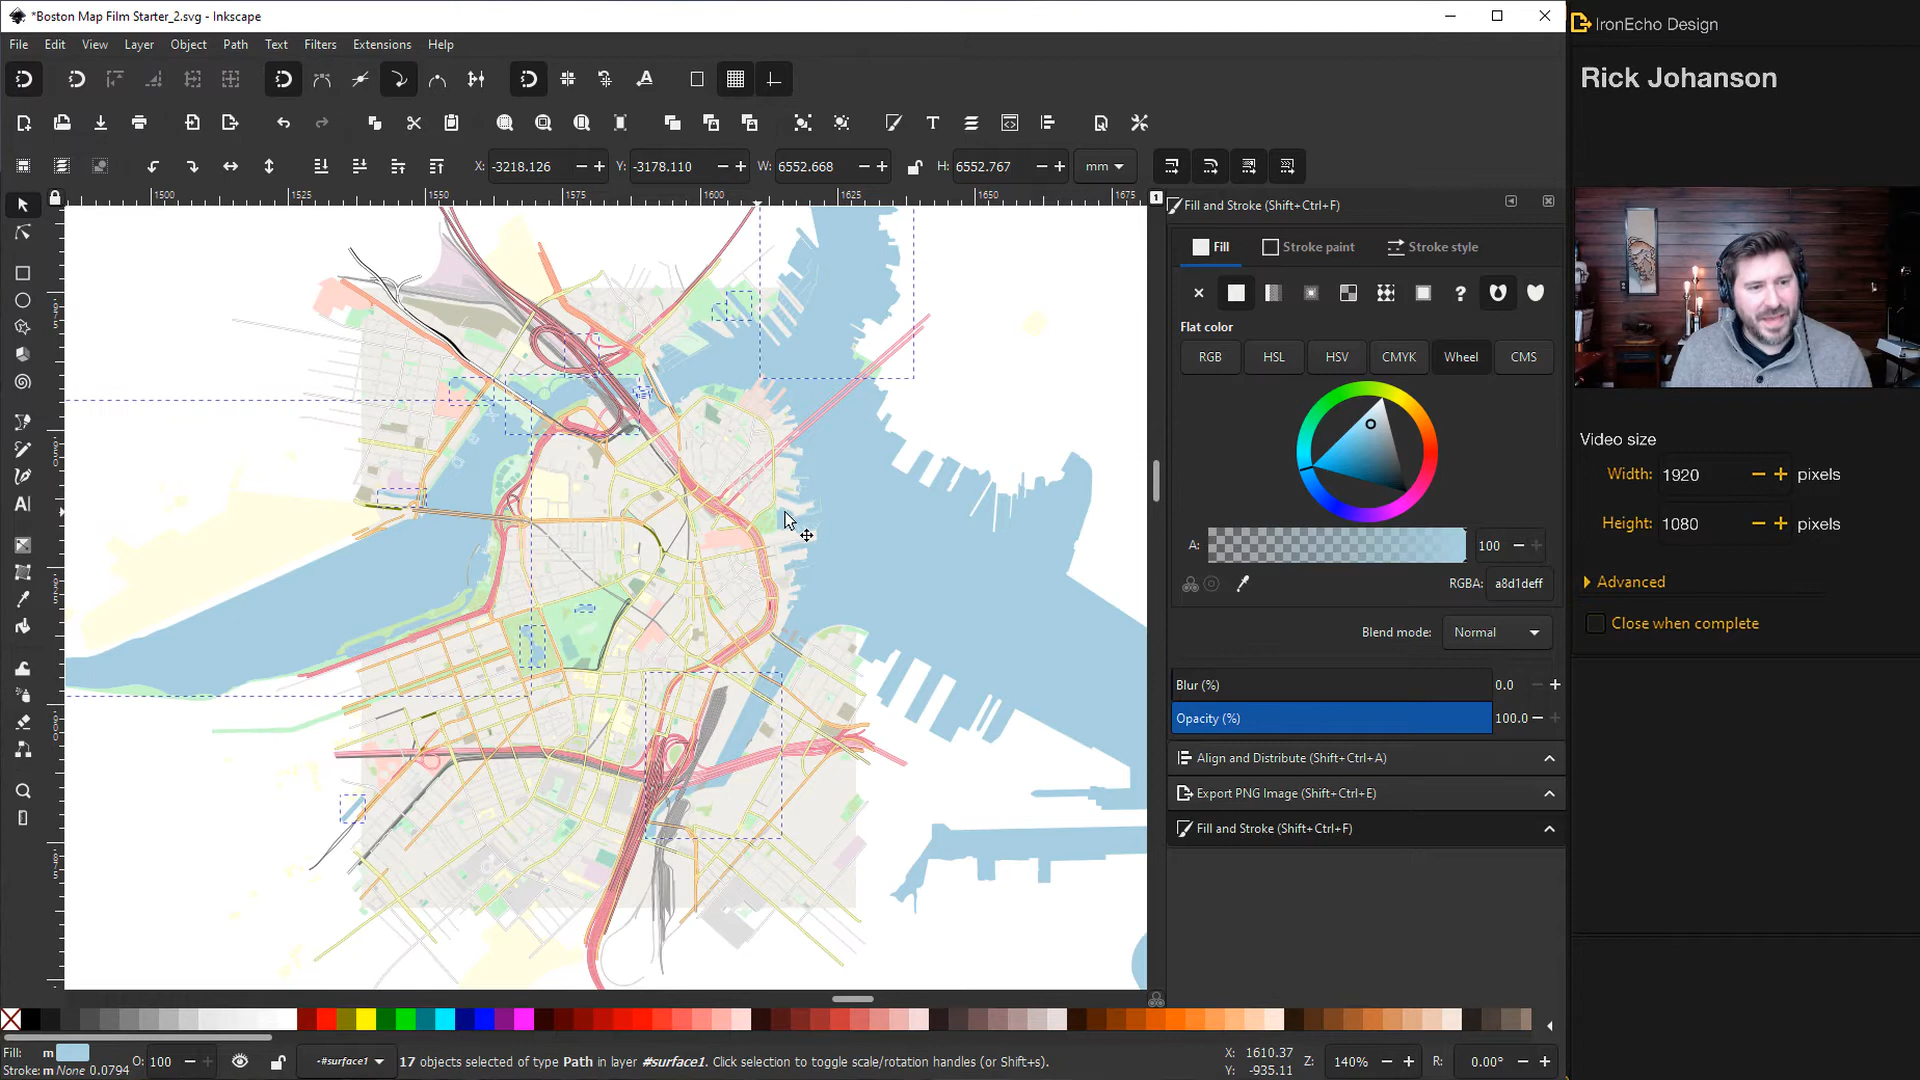 *Boston Map Film Starter_2.svg - Inkscape
File Edit View Layer Object Path Text Filters Extensions Help
X: -3218.126 Y: -3178.110 W: 6552.668 H: 6552.767 mm
1500 1525 1550 1575 1600 1625 1650 1675
1
Fill and Stroke (Shift+Ctrl+F)
Fill Stroke paint Stroke style
Flat color
RGB HSL HSV CMYK Wheel CMS
A: 100
RGBA: a8d1deff
Blend mode: Normal
Blur (%) 0.0
Opacity (%) 100.0
Align and Distribute (Shift+Ctrl+A)
Export PNG Image (Shift+Ctrl+E)
Fill and Stroke (Shift+Ctrl+F)
Fill: m
Stroke: m None 0.0794
O: 100
-#surface1
17 objects selected of type Path in layer #surface1. Click selection to toggle scale/rotation handles (or Shift+s).
X: 1610.37
Y: -935.11
Z: 140%
R: 0.00°
IronEcho Design
Rick Johanson
Video size
Width: 1920 pixels
Height: 1080 pixels
Advanced
Close when complete